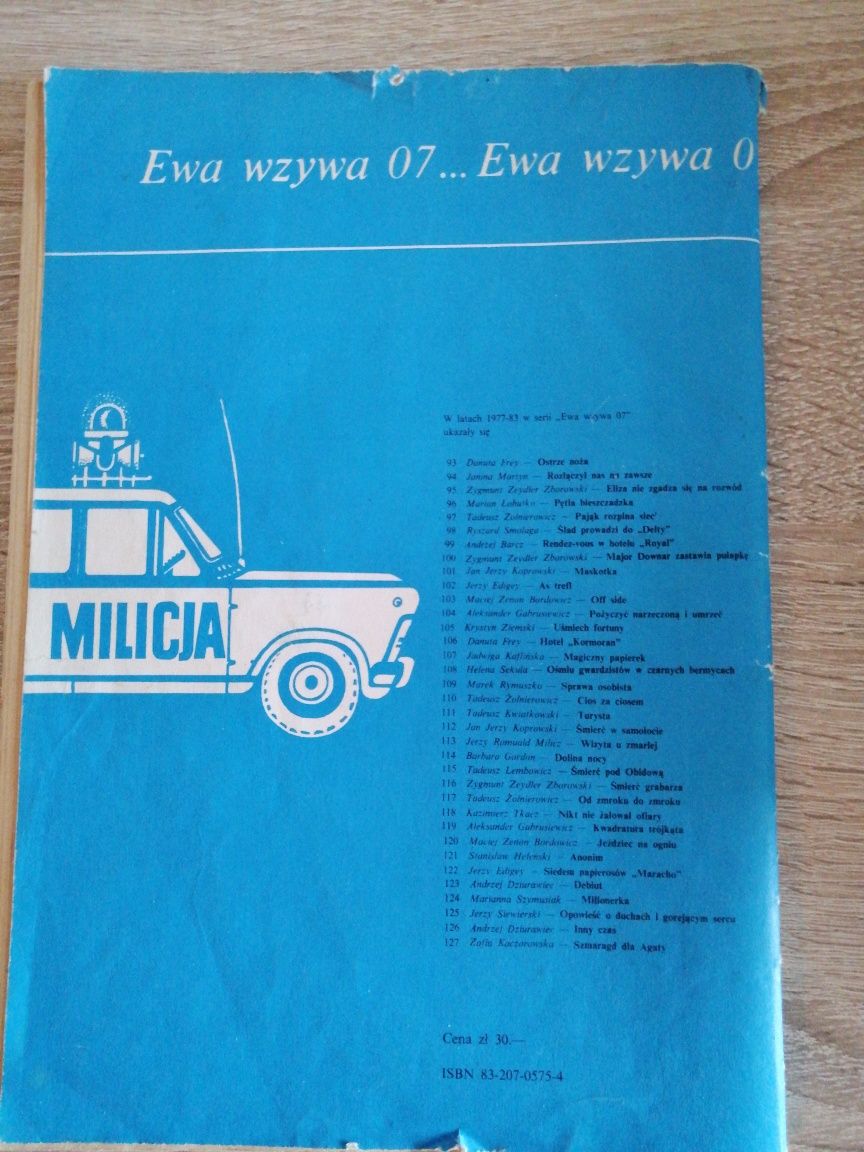 Ewa wzywa 07... Ewa wzywa 0
MILICJA
W latach 1977-83 w serii „Ewa wzywa 07"
ukazały się
93 Danuta Frey — Ostrze noża
94 Janina Martyn — Rozłączył nas na zawsze
95 Zygmunt Zeydler Zborowski — Eliza nie zgadza się na rozwód
96 Marian Łohutko — Pętla bieszczadzka
97 Tadeusz Żołnierowicz — Pająk rozpina sieć
98 Ryszard Smolaga — Ślad prowadzi do „Delty"
99 Andrzej Barcz — Rendez-vous w hotelu „Royal"
100 Zygmunt Zeydler Zborowski — Major Downar zastawia pułapkę
101 Jan Jerzy Koprowski — Maskotka
102 Jerzy Edigey — As trefl
103 Maciej Zenon Bordowicz — Off side
104 Aleksander Gabrusiewicz — Pożyczyć narzeczoną i umrzeć
105 Krystyn Ziemski — Uśmiech fortuny
106 Danuta Frey — Hotel „Kormoran"
107 Jadwiga Kaflińska — Magiczny papierek
108 Helena Sekuła — Ośmiu gwardzistów w czarnych bermycach
109 Marek Rymuszko — Sprawa osobista
110 Tadeusz Żołnierowicz — Cios za ciosem
111 Tadeusz Kwiatkowski — Turysta
112 Jan Jerzy Koprowski — Śmierć w samolocie
113 Jerzy Romuald Milicz — Wizyta u zmarłej
114 Barbara Gordon — Dolina nocy
115 Tadeusz Lembowicz — Śmierć pod Obidową
116 Zygmunt Zeydler Zborowski — Śmierć grabarza
117 Tadeusz Żołnierowicz — Od zmroku do zmroku
118 Kazimierz Tkacz — Nikt nie żałował ofiary
119 Aleksander Gabrusiewicz — Kwadratura trójkąta
120 Maciej Zenon Bordowicz — Jeździec na ogniu
121 Stanisław Heleński — Anonim
122 Jerzy Edigey — Siedem papierosów „Maracho"
123 Andrzej Dziurawiec — Debiut
124 Marianna Szymusiak — Milionerka
125 Jerzy Siewierski — Opowieść o duchach i gorejącym sercu
126 Andrzej Dziurawiec — Inny czas
127 Zofia Kaczorowska — Szmaragd dla Agaty
Cena zł 30.—
ISBN 83-207-0575-4